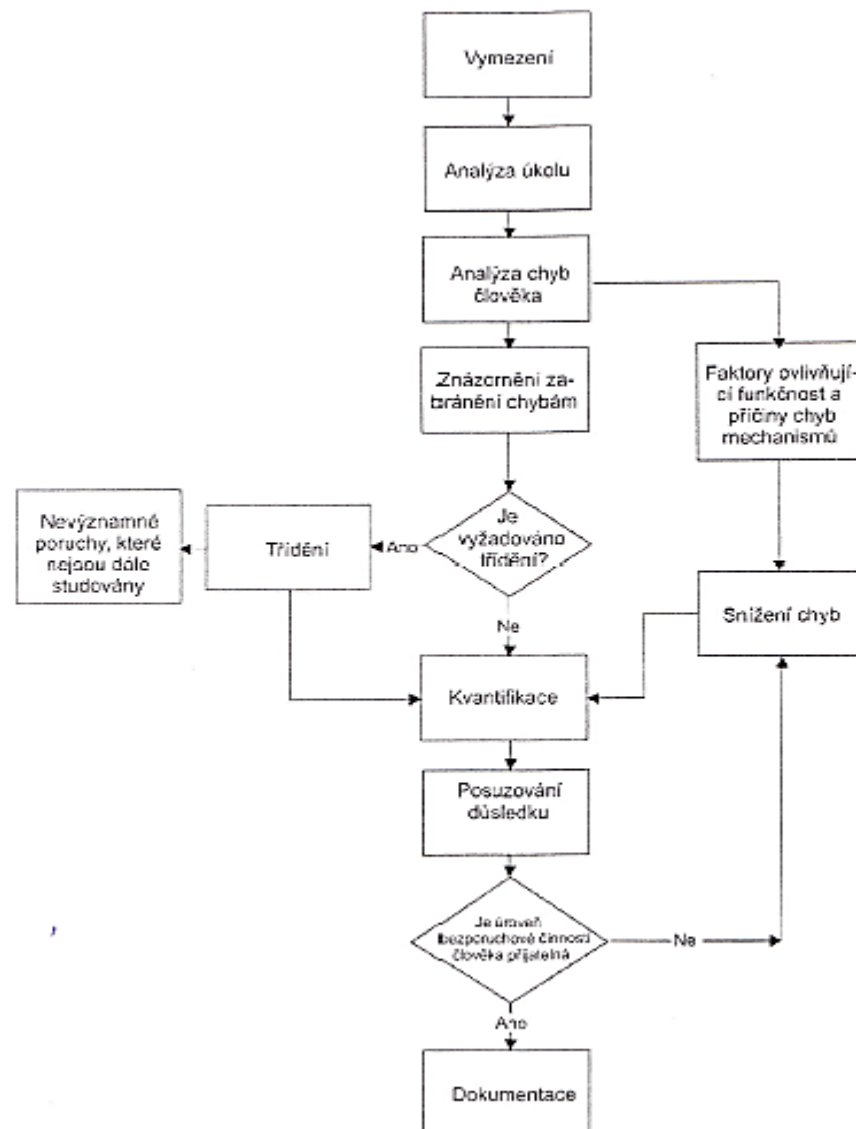 Vymezení
Analýza úkolu
Analýza chyb
člověka
Znázornění za-
bránění chybám
Faktory ovlivňují-
cí funkčnost a
příčiny chyb
mechanismů
Je
vyžadováno
třídění?
Ano
Třídění
Nevýznamné
poruchy, které
nejsou dále
studovány
Ne
Snížení chyb
Kvantifikace
Posuzování
důsledku
Je úroveň
bezporuchové činnosti
člověka přijatelná
Ne
Ano
Dokumentace